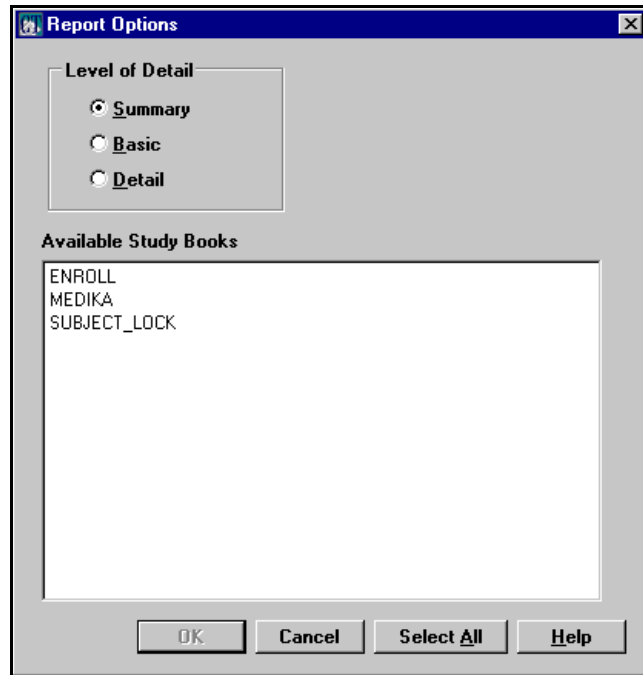 Report Options
Level of Detail
Summary
Basic
Detail
Available Study Books
ENROLL
MEDIKA
SUBJECT_LOCK
OK Cancel Select All Help